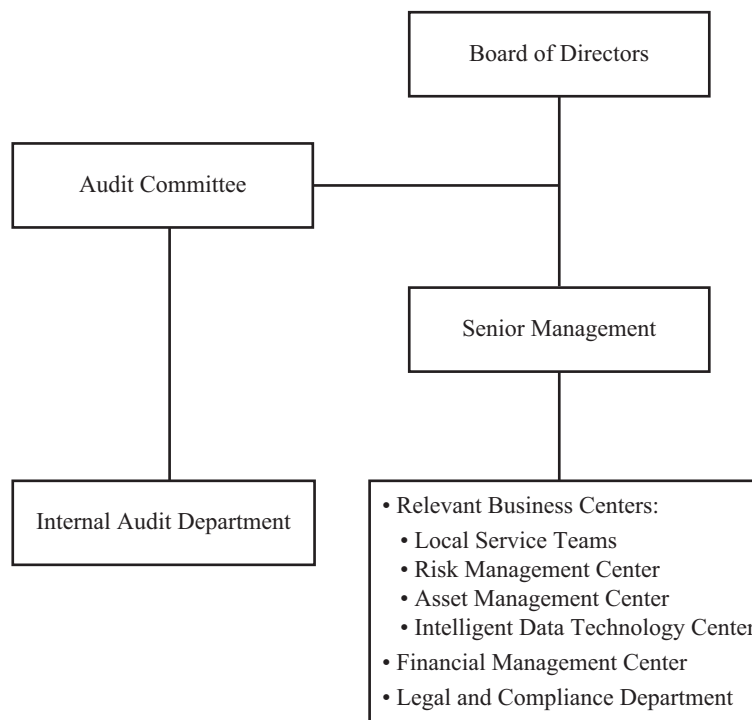 Board of Directors
Audit Committee
Senior Management
Internal Audit Department
• Relevant Business Centers:
• Local Service Teams
• Risk Management Center
• Asset Management Center
• Intelligent Data Technology Center
• Financial Management Center
• Legal and Compliance Department